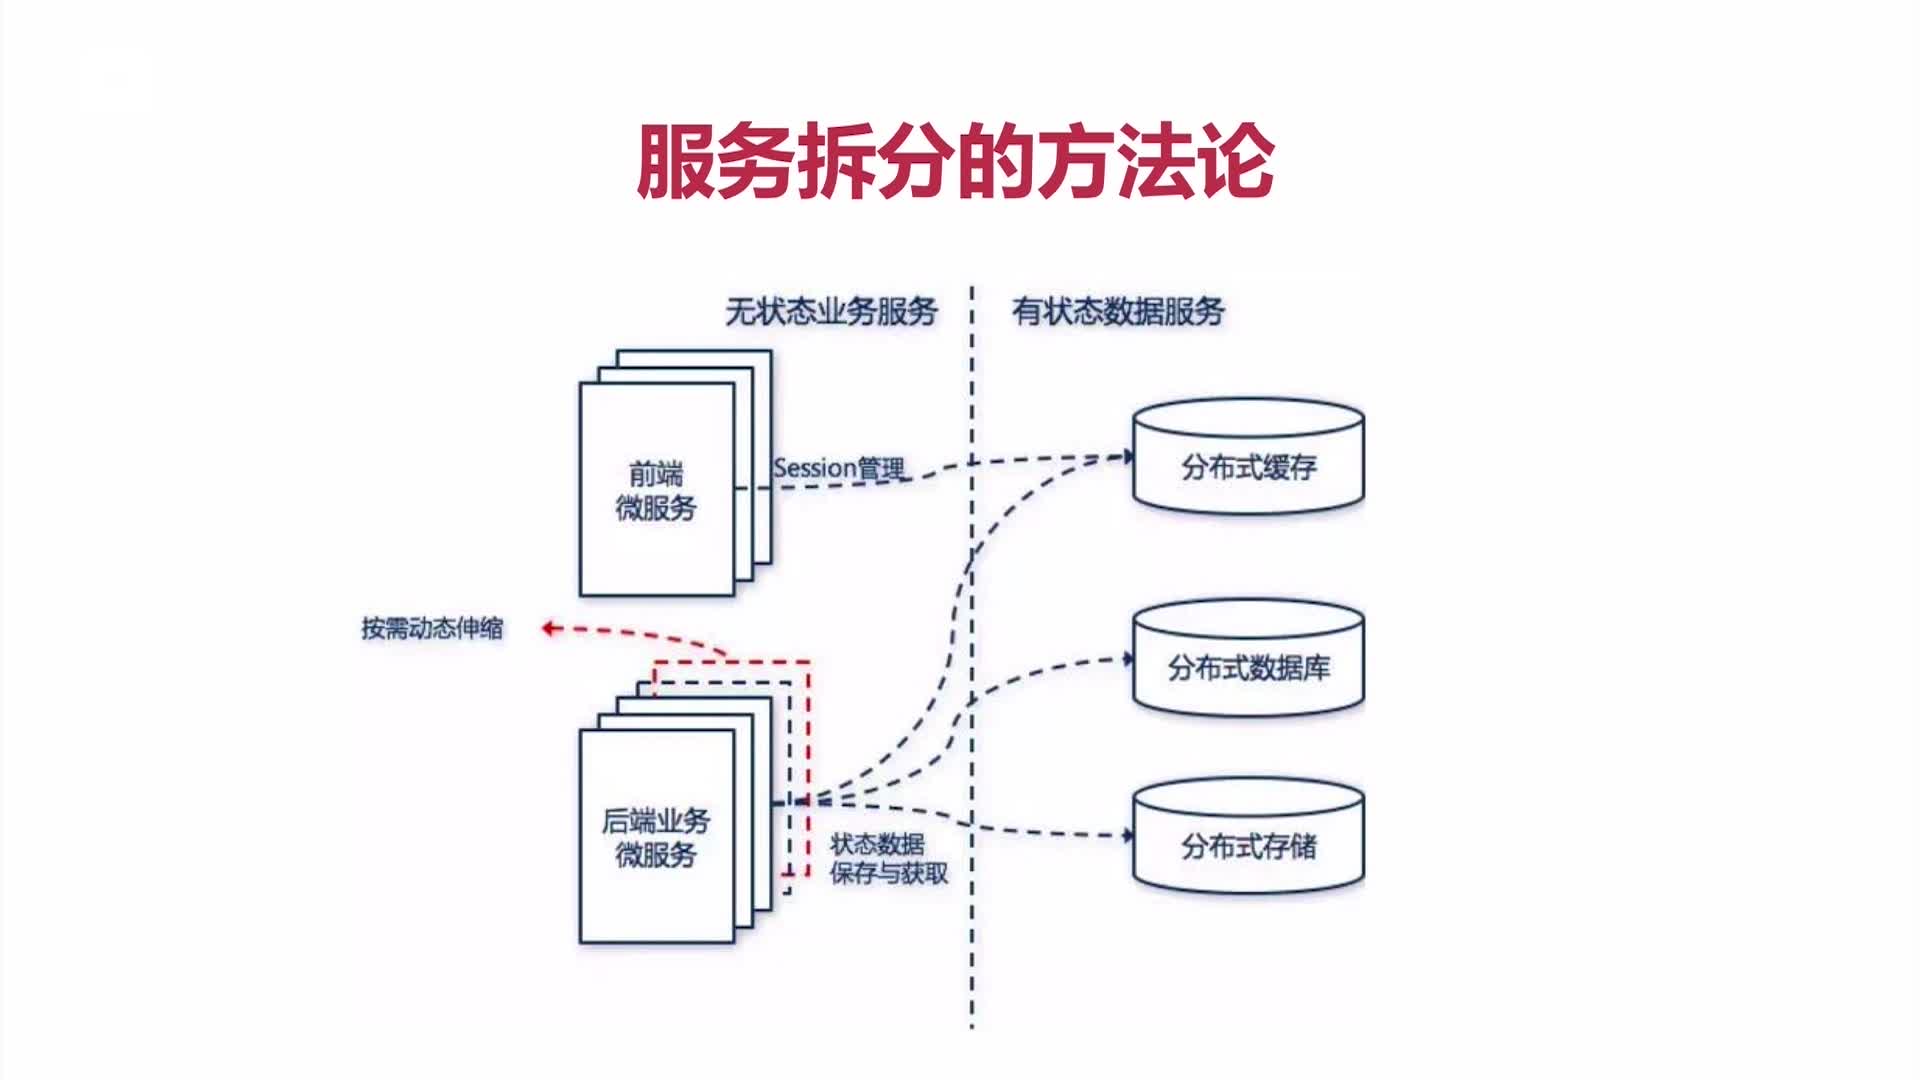 服务拆分的方法论
无状态业务服务
有状态数据服务
前端
微服务
Session管理
分布式缓存
按需动态伸缩
分布式数据库
后端业务
微服务
状态数据
保存与获取
分布式存储